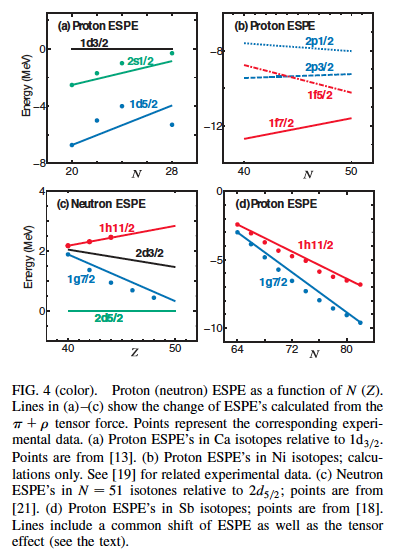 (a) Proton ESPE
1d3/2
2s1/2
1d5/2
0
−4
−8
Energy (MeV)
20
N
28
(b) Proton ESPE
2p1/2
2p3/2
1f5/2
1f7/2
−8
−12
40
N
50
(c) Neutron ESPE
1h11/2
2d3/2
1g7/2
2d5/2
4
2
0
Energy (MeV)
40
Z
50
(d) Proton ESPE
1h11/2
1g7/2
0
−5
−10
64
72
N
80
FIG. 4 (color). Proton (neutron) ESPE as a function of N (Z).
Lines in (a)–(c) show the change of ESPE's calculated from the
π + ρ tensor force. Points represent the corresponding experi-
mental data. (a) Proton ESPE's in Ca isotopes relative to 1d3/2.
Points are from [13]. (b) Proton ESPE's in Ni isotopes; calcu-
lations only. See [19] for related experimental data. (c) Neutron
ESPE's in N = 51 isotones relative to 2d5/2; points are from
[21]. (d) Proton ESPE's in Sb isotopes; points are from [18].
Lines include a common shift of ESPE as well as the tensor
effect (see the text).